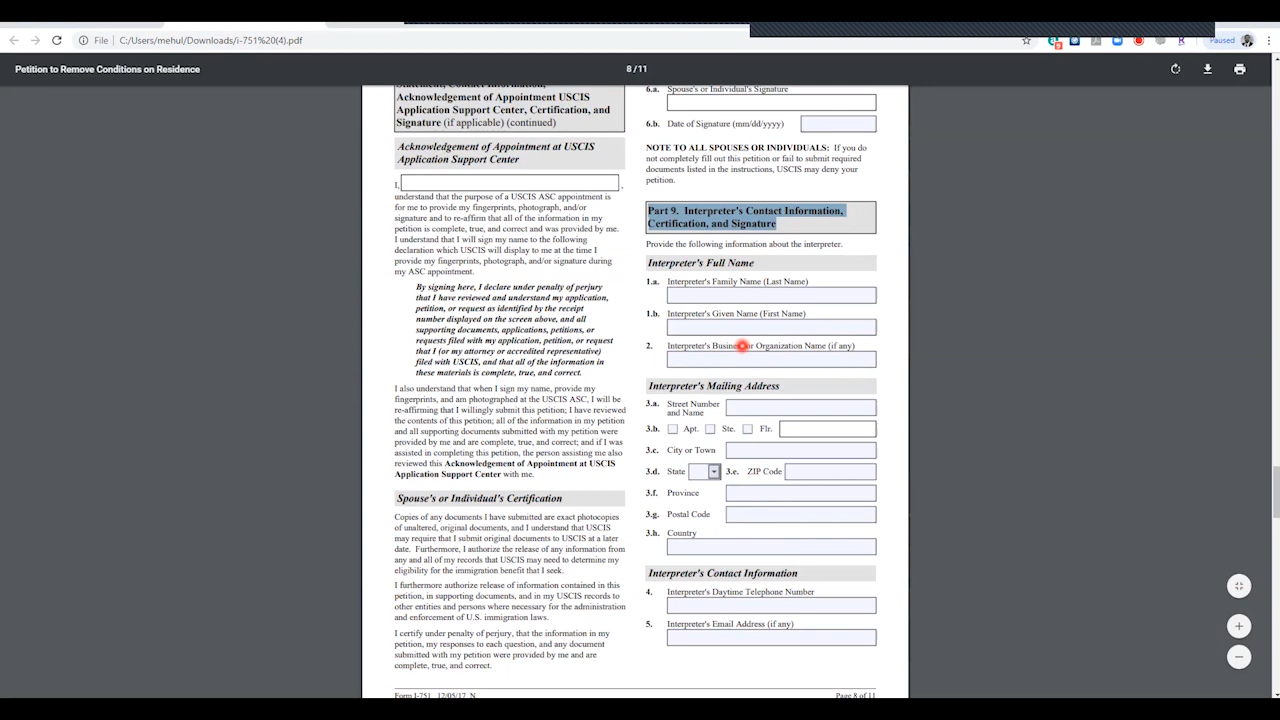 File
C:/Users/mehul/Downloads/i-751%20(4).pdf
Paused
Petition to Remove Conditions on Residence
8 / 11
Statement, Contact Information,
Acknowledgement of Appointment USCIS
Application Support Center, Certification, and
Signature (if applicable) (continued)
Acknowledgement of Appointment at USCIS
Application Support Center
I, ,
understand that the purpose of a USCIS ASC appointment is
for me to provide my fingerprints, photograph, and/or
signature and to re-affirm that all of the information in my
petition is complete, true, and correct and was provided by me.
I understand that I will sign my name to the following
declaration which USCIS will display to me at the time I
provide my fingerprints, photograph, and/or signature during
my ASC appointment.
By signing here, I declare under penalty of perjury
that I have reviewed and understand my application,
petition, or request as identified by the receipt
number displayed on the screen above, and all
supporting documents, applications, petitions, or
requests filed with my application, petition, or request
that I (or my attorney or accredited representative)
filed with USCIS, and that all of the information in
these materials is complete, true, and correct.
I also understand that when I sign my name, provide my
fingerprints, and am photographed at the USCIS ASC, I will be
re-affirming that I willingly submit this petition; I have reviewed
the contents of this petition; all of the information in my petition
and all supporting documents submitted with my petition were
provided by me and are complete, true, and correct; and if I was
assisted in completing this petition, the person assisting me also
reviewed this Acknowledgement of Appointment at USCIS
Application Support Center with me.
Spouse's or Individual's Certification
Copies of any documents I have submitted are exact photocopies
of unaltered, original documents, and I understand that USCIS
may require that I submit original documents to USCIS at a later
date. Furthermore, I authorize the release of any information from
any and all of my records that USCIS may need to determine my
eligibility for the immigration benefit that I seek.
I furthermore authorize release of information contained in this
petition, in supporting documents, and in my USCIS records to
other entities and persons where necessary for the administration
and enforcement of U.S. immigration laws.
I certify under penalty of perjury, that the information in my
petition, my responses to each question, and any document
submitted with my petition were provided by me and are
complete, true, and correct.
6.a. Spouse's or Individual's Signature
6.b. Date of Signature (mm/dd/yyyy)
NOTE TO ALL SPOUSES OR INDIVIDUALS: If you do
not completely fill out this petition or fail to submit required
documents listed in the instructions, USCIS may deny your
petition.
Part 9. Interpreter's Contact Information,
Certification, and Signature
Provide the following information about the interpreter.
Interpreter's Full Name
1.a. Interpreter's Family Name (Last Name)
1.b. Interpreter's Given Name (First Name)
2. Interpreter's Business or Organization Name (if any)
Interpreter's Mailing Address
3.a. Street Number
and Name
3.b. Apt. Ste. Flr.
3.c. City or Town
3.d. State 3.e. ZIP Code
3.f. Province
3.g. Postal Code
3.h. Country
Interpreter's Contact Information
4. Interpreter's Daytime Telephone Number
5. Interpreter's Email Address (if any)
Form I-751 12/05/17 N Page 8 of 11